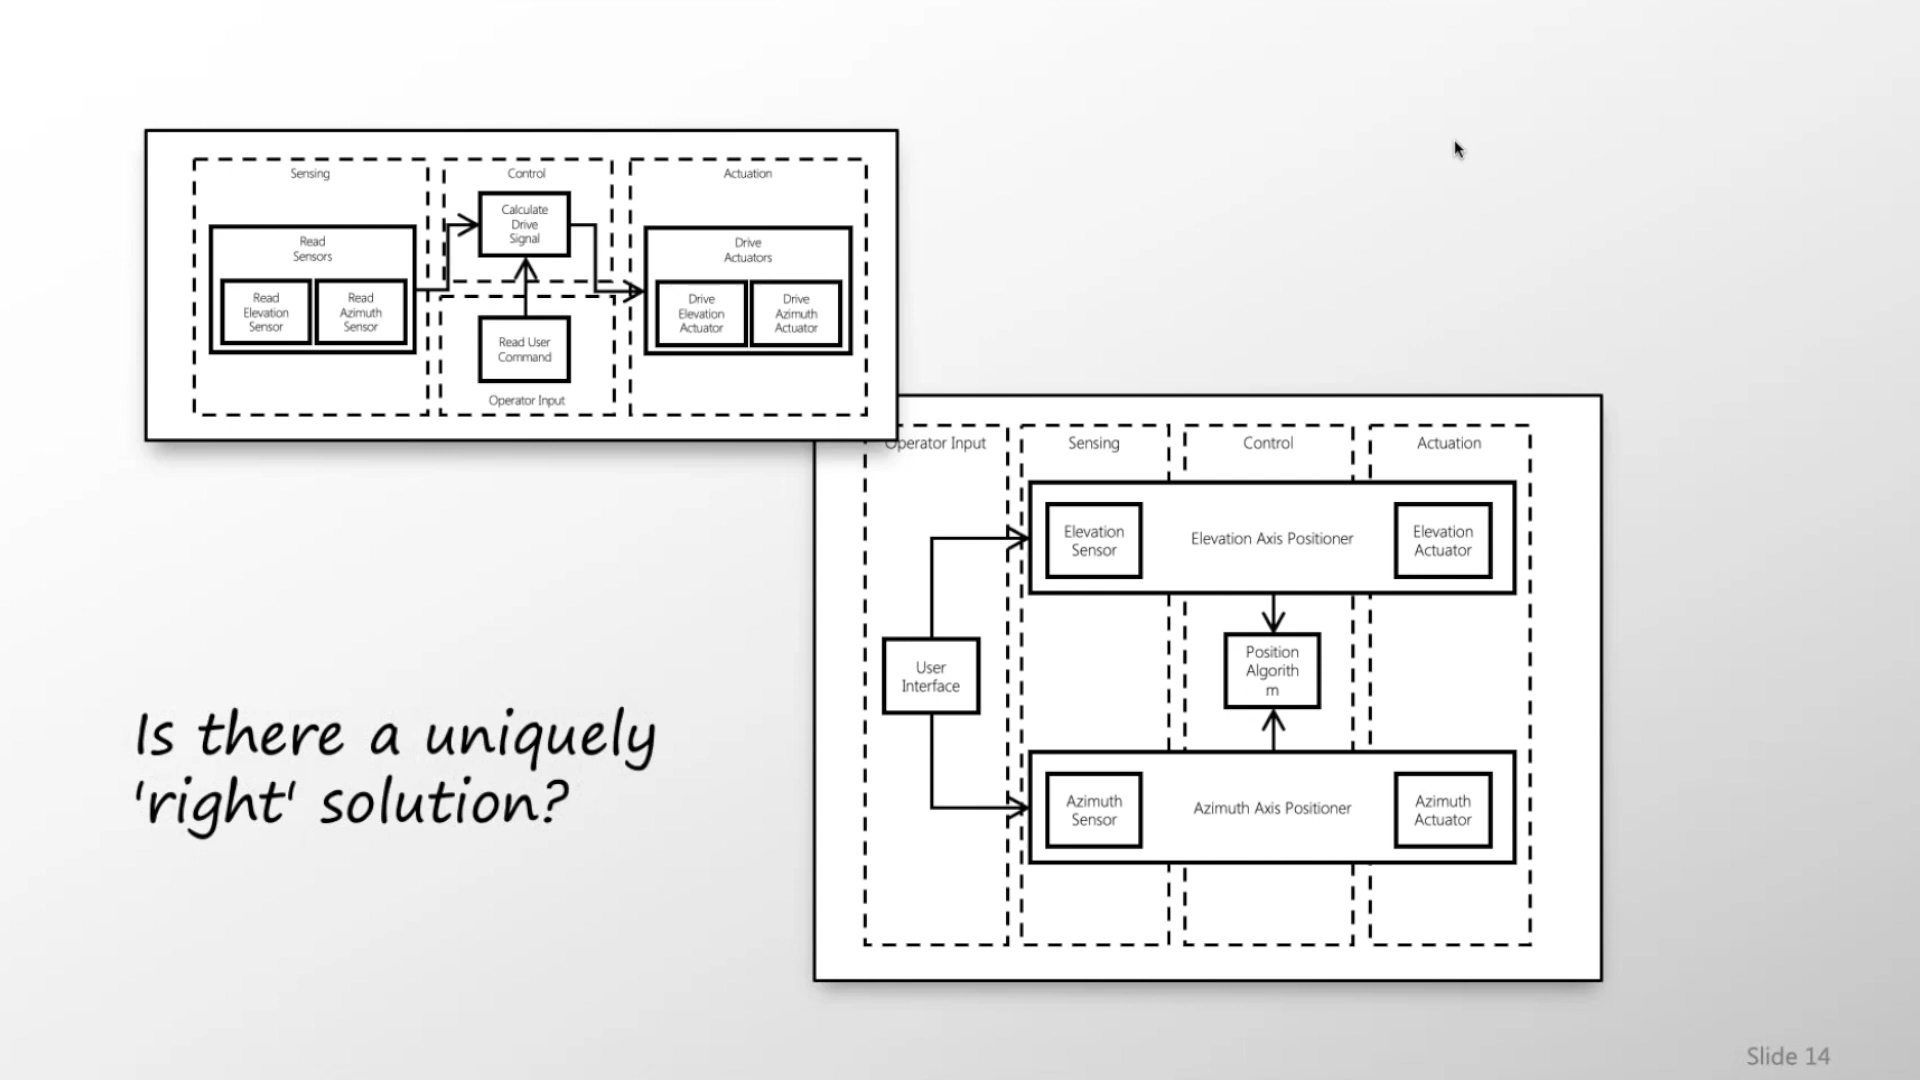 Sensing
Control
Actuation
Calculate
Drive
Signal
Read
Sensors
Read
Elevation
Sensor
Read
Azimuth
Sensor
Read User
Command
Operator Input
Drive
Actuators
Drive
Elevation
Actuator
Drive
Azimuth
Actuator
Operator Input
Sensing
Control
Actuation
Elevation
Sensor
Elevation Axis Positioner
Elevation
Actuator
User
Interface
Position
Algorith
m
Azimuth
Sensor
Azimuth Axis Positioner
Azimuth
Actuator
Is there a uniquely
'right' solution?
Slide 14